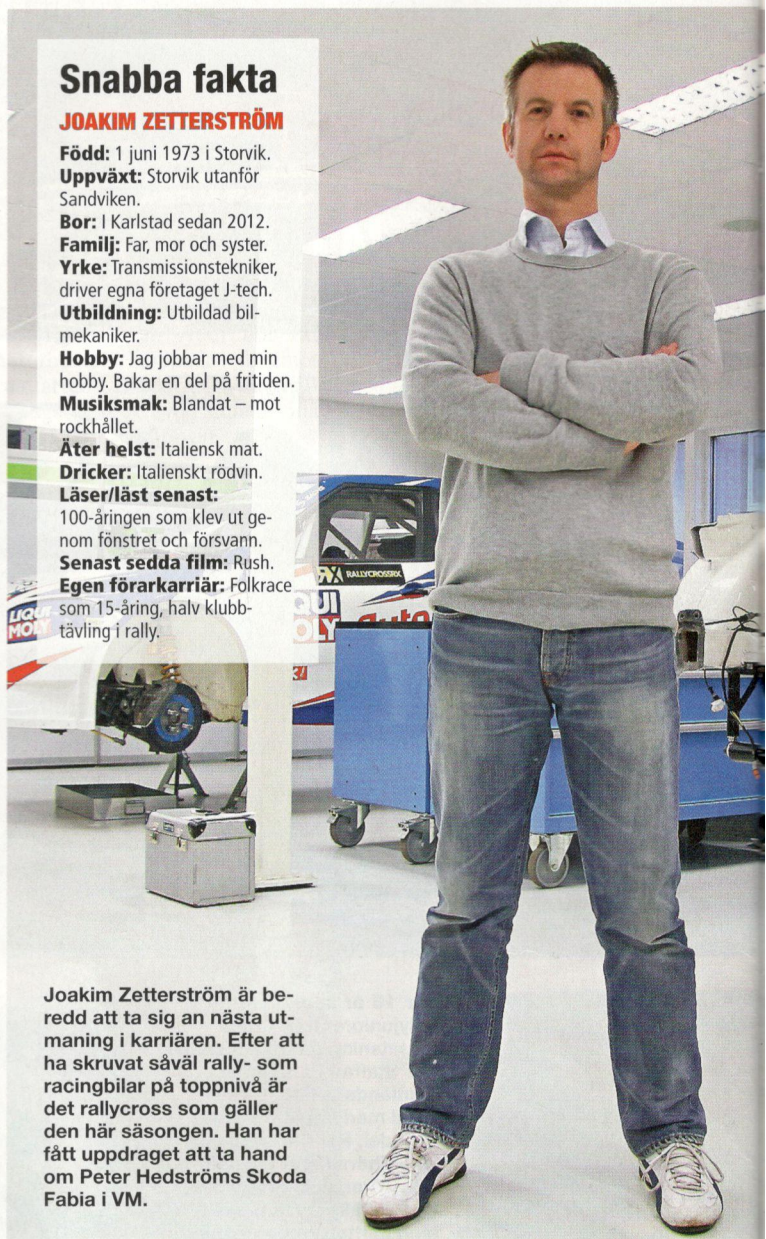 Snabba fakta
JOAKIM ZETTERSTRÖM
Född: 1 juni 1973 i Storvik.
Uppväxt: Storvik utanför
Sandviken.
Bor: I Karlstad sedan 2012.
Familj: Far, mor och syster.
Yrke: Transmissionstekniker,
driver egna företaget J-tech.
Utbildning: Utbildad bil-
mekaniker.
Hobby: Jag jobbar med min
hobby. Bakar en del på fritiden.
Musiksmak: Blandat – mot
rockhållet.
Äter helst: Italiensk mat.
Dricker: Italienskt rödvin.
Läser/läst senast:
100-åringen som klev ut ge-
nom fönstret och försvann.
Senast sedda film: Rush.
Egen förarkarriär: Folkrace
som 15-åring, halv klubb-
tävling i rally.
RX RALLYCROSSRX
LIQUI
MOLY
Joakim Zetterström är be-
redd att ta sig an nästa ut-
maning i karriären. Efter att
ha skruvat såväl rally- som
racingbilar på toppnivå är
det rallycross som gäller
den här säsongen. Han har
fått uppdraget att ta hand
om Peter Hedströms Skoda
Fabia i VM.